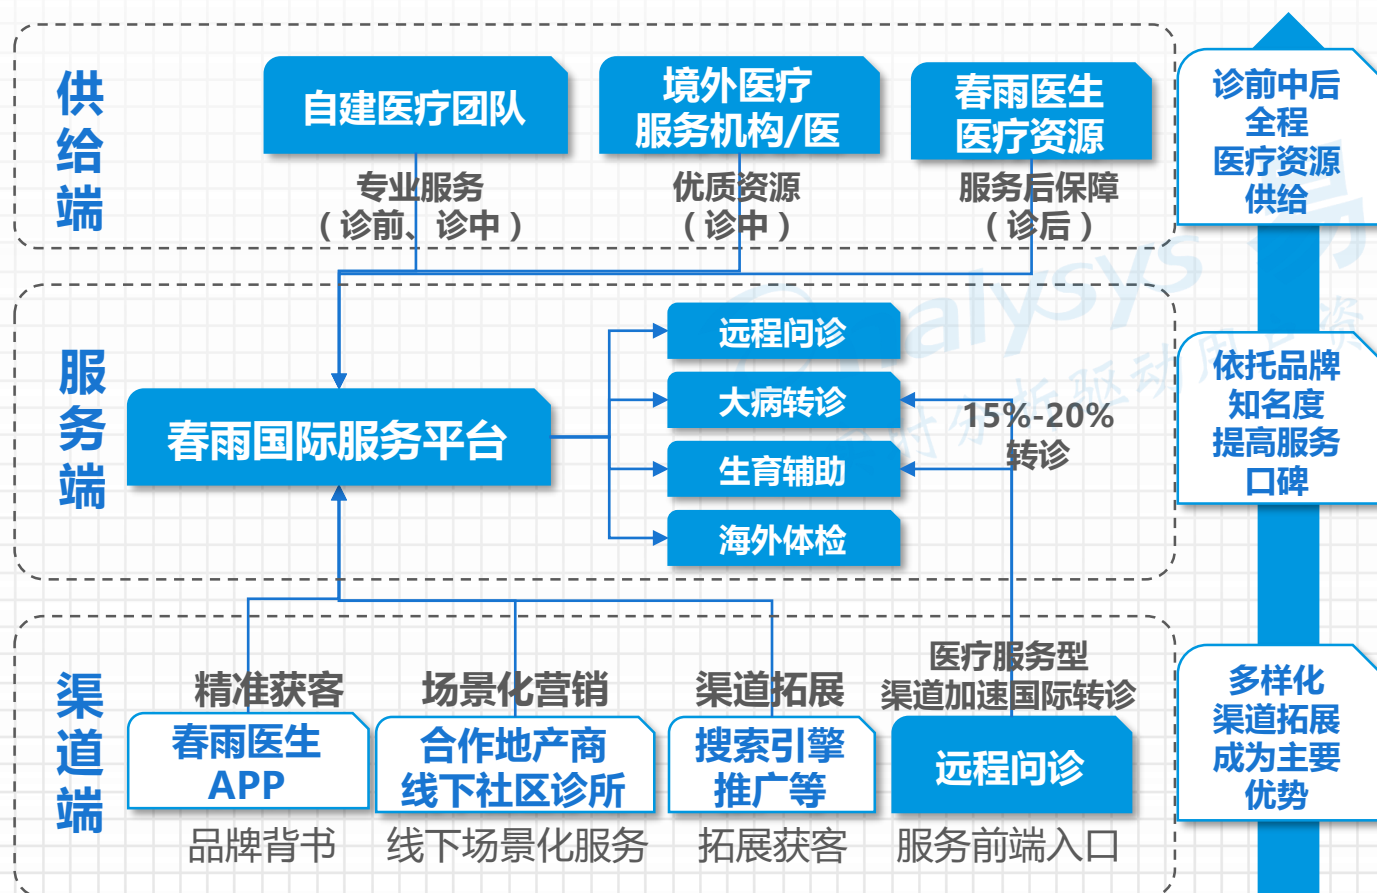 供给端
自建医疗团队
境外医疗
服务机构/医
春雨医生
医疗资源
专业服务
（诊前、诊中）
优质资源
（诊中）
服务后保障
（诊后）
诊前中后
全程
医疗资源
供给
服务端
春雨国际服务平台
远程问诊
大病转诊
生育辅助
海外体检
15%-20%
转诊
依托品牌
知名度
提高服务
口碑
渠道端
精准获客
春雨医生
APP
品牌背书
场景化营销
合作地产商
线下社区诊所
线下场景化服务
渠道拓展
搜索引擎
推广等
拓展获客
医疗服务型
渠道加速国际转诊
远程问诊
服务前端入口
多样化
渠道拓展
成为主要
优势
alysys 易